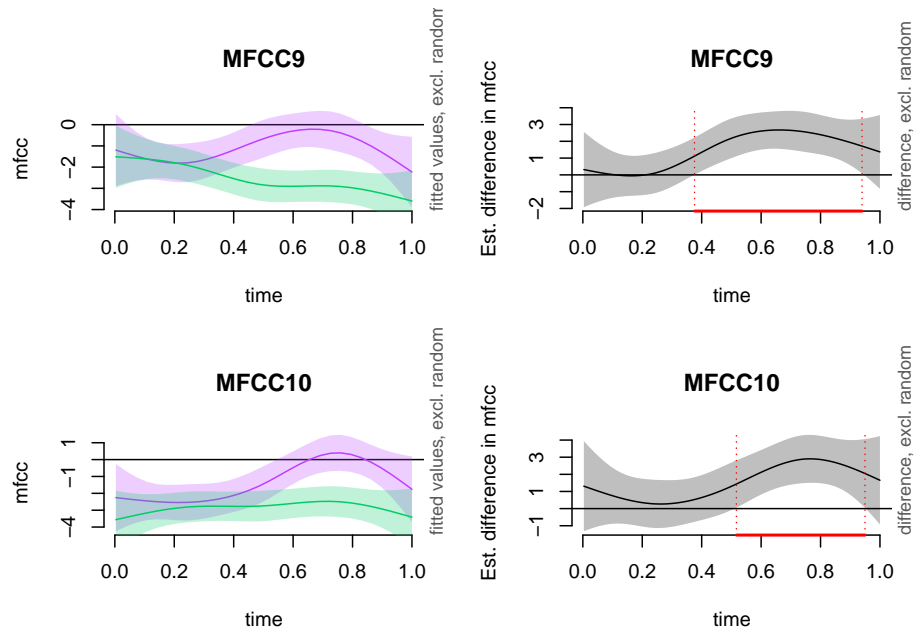 MFCC9
mfcc
0
−2
−4
0.0 0.2 0.4 0.6 0.8 1.0
time
fitted values, excl. random
MFCC9
Est. difference in mfcc
3
1
−2
0.0 0.2 0.4 0.6 0.8 1.0
time
difference, excl. random
MFCC10
mfcc
1
−1
−4
0.0 0.2 0.4 0.6 0.8 1.0
time
fitted values, excl. random
MFCC10
Est. difference in mfcc
3
1
−1
0.0 0.2 0.4 0.6 0.8 1.0
time
difference, excl. random